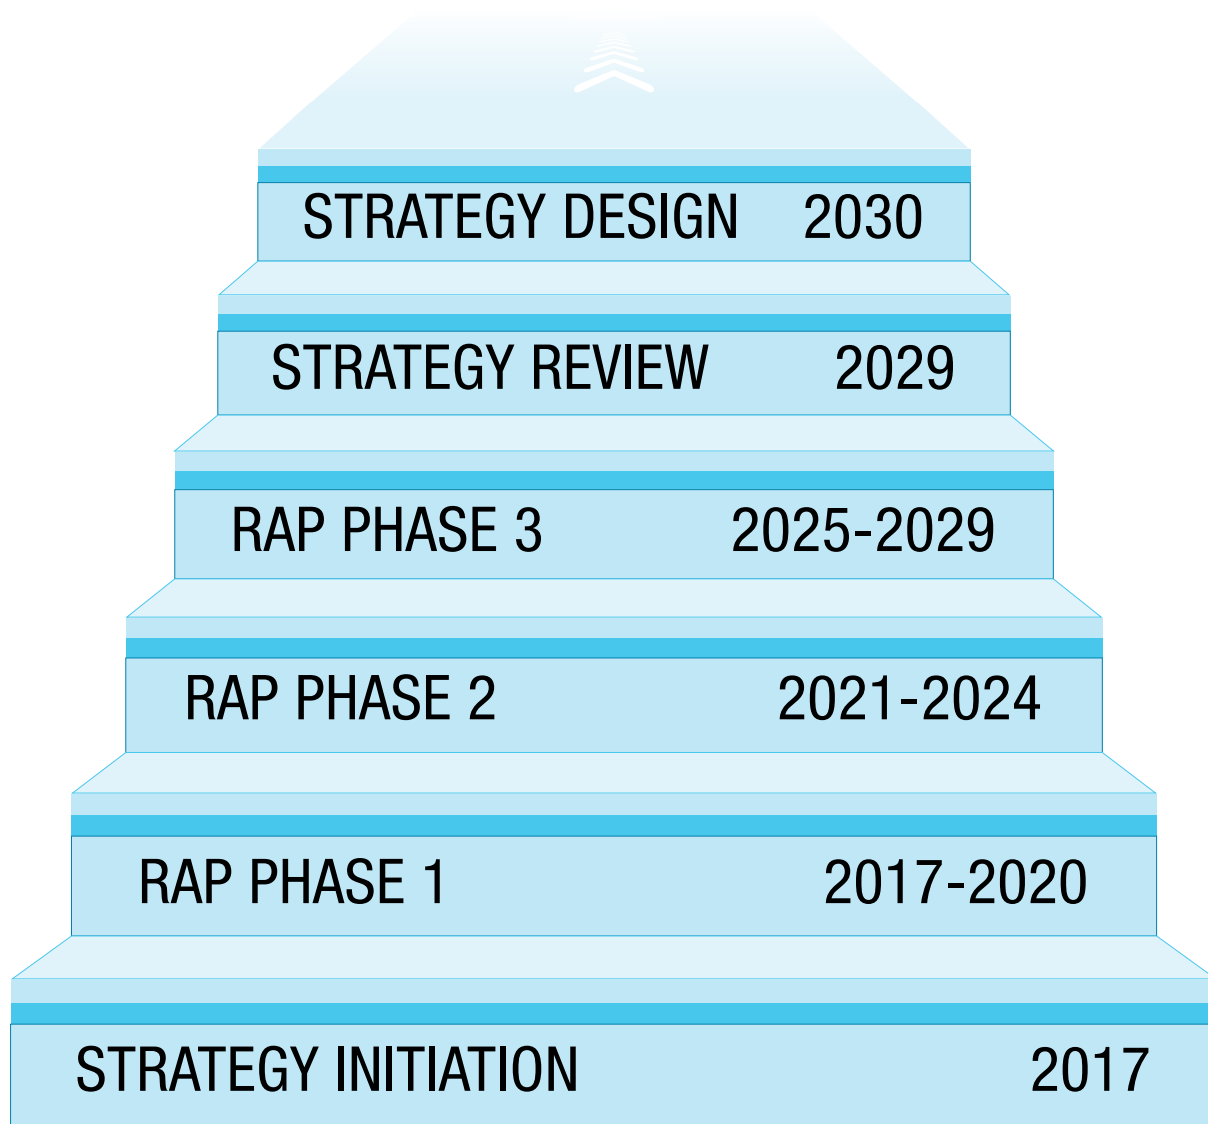 STRATEGY DESIGN 2030
STRATEGY REVIEW 2029
RAP PHASE 3 2025-2029
RAP PHASE 2 2021-2024
RAP PHASE 1 2017-2020
STRATEGY INITIATION 2017